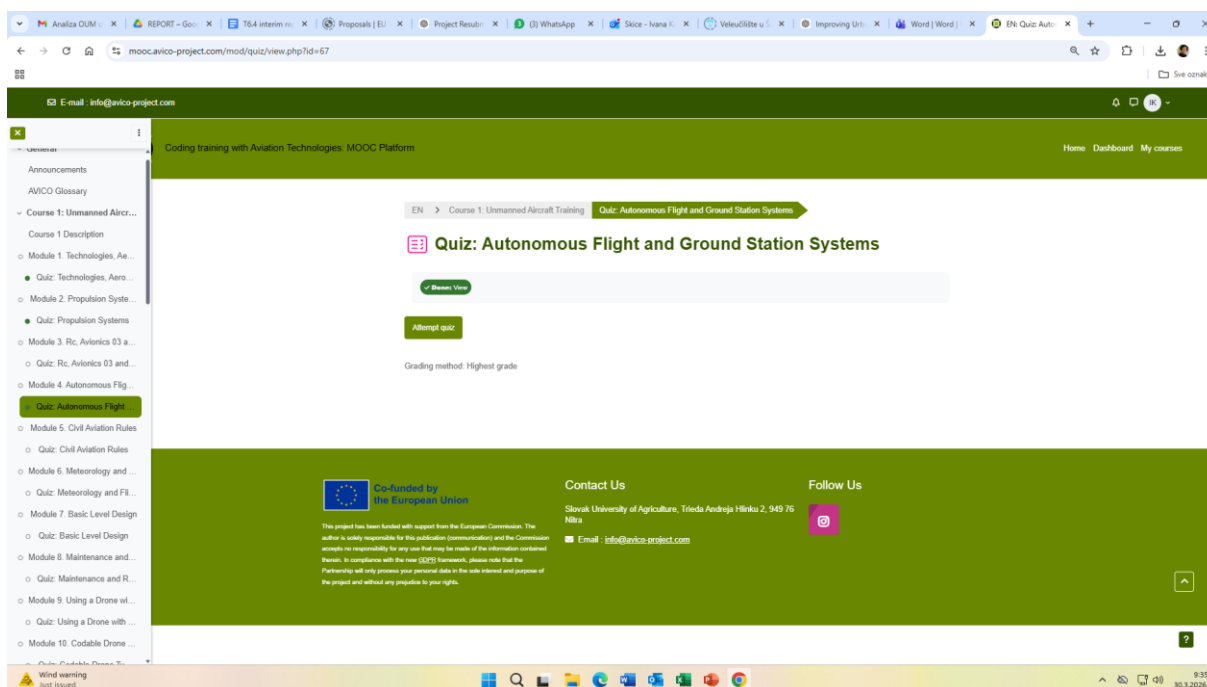 Analiza OUM u
REPORT – Goo
T6.4 interim re
Proposals | EU
Project Resubm
(3) WhatsApp
Skice - Ivana K
Veleučilište u Š
Improving Urb
Word | Word |
EN: Quiz: Auto
mooc.avico-project.com/mod/quiz/view.php?id=67
Sve oznak
E-mail : info@avico-project.com
IK
Coding training with Aviation Technologies: MOOC Platform
Home Dashboard My courses
General
Announcements
AVICO Glossary
Course 1: Unmanned Aircr...
Course 1 Description
Module 1. Technologies, Ae...
Quiz: Technologies, Aero...
Module 2. Propulsion Syste...
Quiz: Propulsion Systems
Module 3. Rc, Avionics 03 a...
Quiz: Rc, Avionics 03 and...
Module 4. Autonomous Flig...
Quiz: Autonomous Flight ...
Module 5. Civil Aviation Rules
Quiz: Civil Aviation Rules
Module 6. Meteorology and ...
Quiz: Meteorology and Fli...
Module 7. Basic Level Design
Quiz: Basic Level Design
Module 8. Maintenance and...
Quiz: Maintenance and R...
Module 9. Using a Drone wi...
Quiz: Using a Drone with ...
Module 10. Codable Drone ...
Quiz: Codable Drone Tu...
EN > Course 1: Unmanned Aircraft Training Quiz: Autonomous Flight and Ground Station Systems
Quiz: Autonomous Flight and Ground Station Systems
Done: View
Attempt quiz
Grading method: Highest grade
Co-funded by
the European Union
This project has been funded with support from the European Commission. The
author is solely responsible for this publication (communication) and the Commission
accepts no responsibility for any use that may be made of the information contained
therein. In compliance with the new GDPR framework, please note that the
Partnership will only process your personal data in the sole interest and purpose of
the project and without any prejudice to your rights.
Contact Us
Slovak University of Agriculture, Trieda Andreja Hlinku 2, 949 76
Nitra
Email : info@avico-project.com
Follow Us
?
Wind warning
Just issued
9:35
30.3.2026